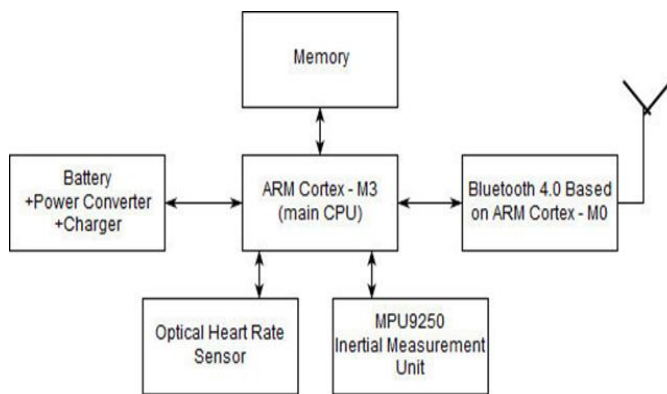 Memory
Battery
+Power Converter
+Charger
ARM Cortex - M3
(main CPU)
Bluetooth 4.0 Based
on ARM Cortex - M0
Optical Heart Rate
Sensor
MPU9250
Inertial Measurement
Unit